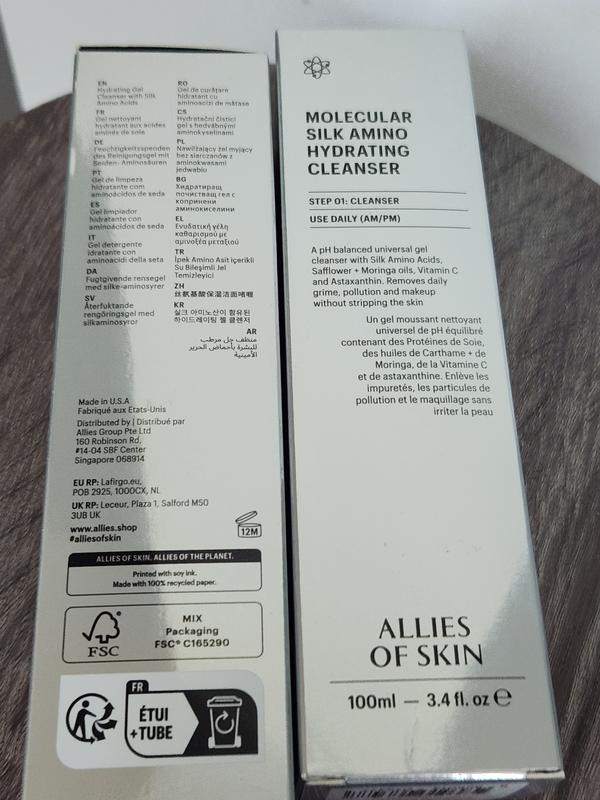 EN
Hydrating Gel
Cleanser with Silk
Amino Acids
FR
Gel nettoyant
hydratant aux acides
aminés de soie
DE
Feuchtigkeitsspenden
des Reinigungsgel mit
Seiden-Aminosäuren
PT
Gel de limpeza
hidratante com
aminoácidos de seda
ES
Gel limpiador
hidratante con
aminoácidos de seda
IT
Gel detergente
idratante con
aminoacidi della seta
DA
Fugtgivende rensegel
med silke-aminosyrer
SV
Återfuktande
rengöringsgel med
silkaminosyror
RO
Gel de curățare
hidratant cu
aminoacizi de mătase
CS
Hydratační čisticí
gel s hedvábnými
aminokyselinami
PL
Nawilżający żel myjący
bez siarczanów z
aminokwasami
jedwabiu
BG
Хидратиращ
почистващ гел с
копринени
аминокиселини
EL
Ενυδατική γέλη
καθαρισμού με
αμινοξέα μεταξιού
TR
İpek Amino Asit içerikli
Su Bileşimli Jel
Temizleyici
ZH
丝氨基酸保湿洁面啫喱
KR
실크 아미노산이 함유된
하이드레이팅 젤 클렌저
AR
منظف جل مرطب
للبشرة بأحماض الحرير
الأمينية
Made in U.S.A
Fabriqué aux Etats-Unis
Distributed by | Distribué par
Allies Group Pte Ltd
160 Robinson Rd,
#14-04 SBF Center
Singapore 068914
EU RP: Lafirgo.eu,
POB 2925, 1000CX, NL
UK RP: Leceur, Plaza 1, Salford M50
3UB UK
www.allies.shop
#alliesofskin
12M
ALLIES OF SKIN. ALLIES OF THE PLANET.
Printed with soy ink.
Made with 100% recycled paper.
FSC
MIX
Packaging
FSC® C165290
FR
ÉTUI
+TUBE
MOLECULAR
SILK AMINO
HYDRATING
CLEANSER
STEP 01: CLEANSER
USE DAILY (AM/PM)
A pH balanced universal gel
cleanser with Silk Amino Acids,
Safflower + Moringa oils, Vitamin C
and Astaxanthin. Removes daily
grime, pollution and makeup
without stripping the skin
Un gel moussant nettoyant
universel de pH équilibré
contenant des Protéines de Soie,
des huiles de Carthame + de
Moringa, de la Vitamine C
et de astaxanthine. Enlève les
impuretés, les particules de
pollution et le maquillage sans
irriter la peau
ALLIES
OF SKIN
100ml — 3.4 fl. oz ℮